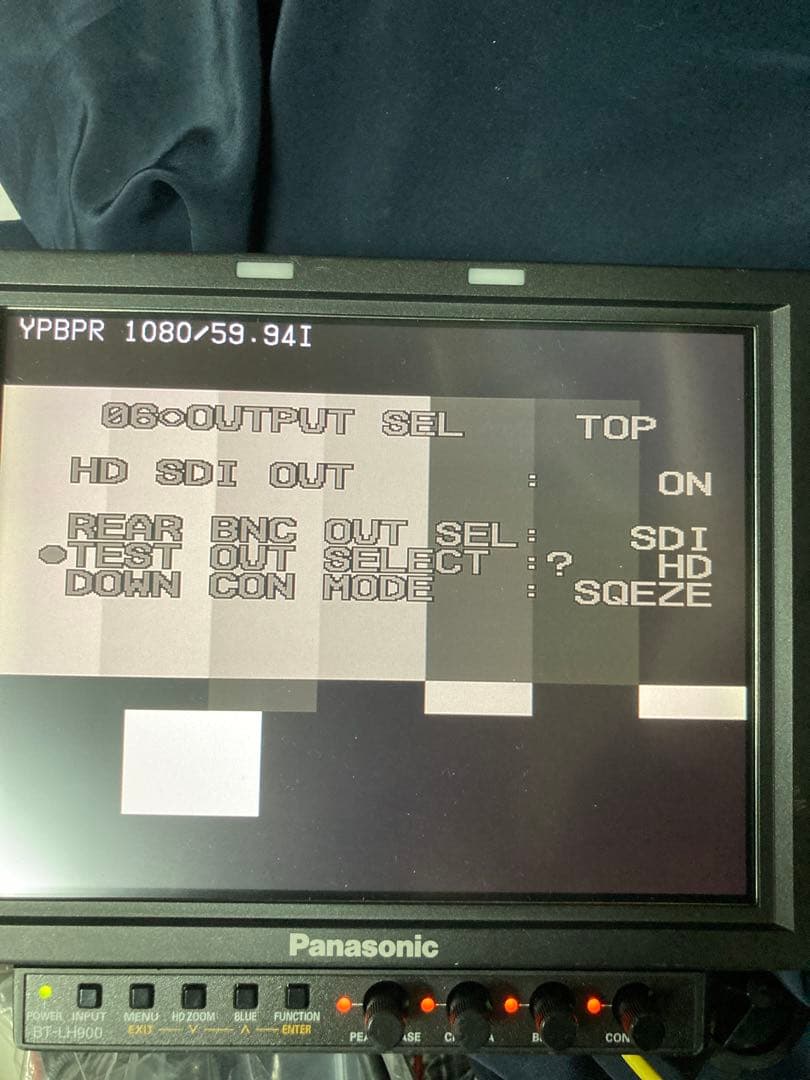 YPBPR 1080/59.94I
06◇OUTPUT SEL TOP
HD SDI OUT : ON
REAR BNC OUT SEL: SDI
●TEST OUT SELECT :? HD
DOWN CON MODE : SQEZE
Panasonic
POWER INPUT MENU HD ZOOM BLUE FUNCTION
EXIT V Λ ENTER
BT-LH900